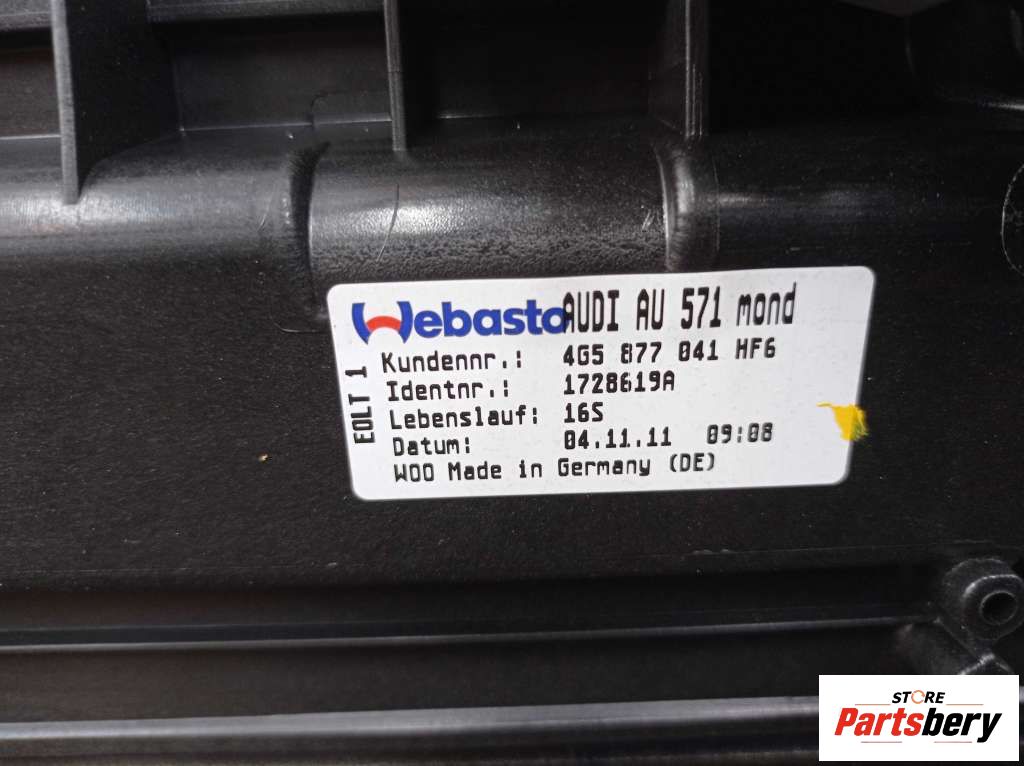 Webasto AUDI AU 571 mond
Kundennr.: 4G5 877 041 HF6
Identnr.: 1728619A
Lebenslauf: 16S
Datum: 04.11.11 09:08
W00 Made in Germany (DE)
EOLT 1
STORE
Partsbery